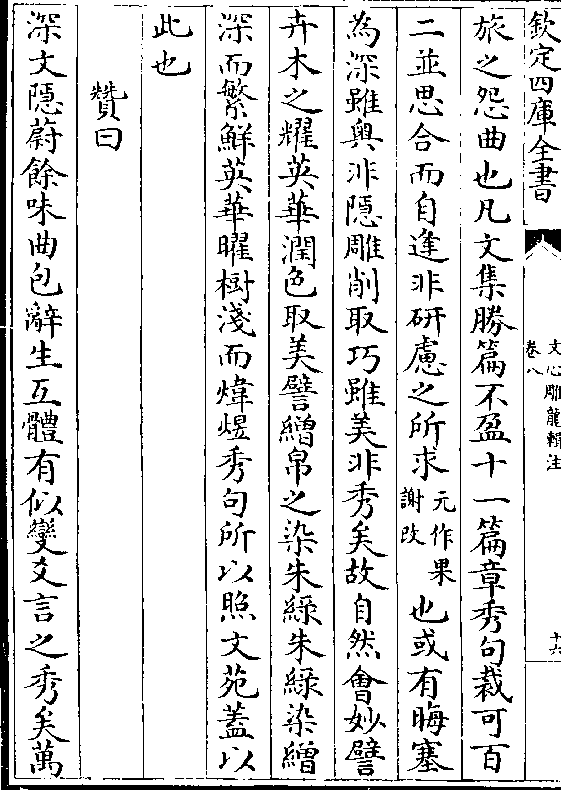 欽定四庫全書
文心雕龍輯注
卷八
十六
旅之怨曲也凡文集勝篇不盈十一篇章秀句裁可百
二並思合而自逢非研慮之所求元作果謝改也或有晦塞
為深雖奥非隱雕削取巧雖美非秀矣故自然會妙譬
卉木之耀英華潤色取美譬繒帛之染朱緑朱緑染繒
深而繁鮮英華曜樹淺而煒煜秀句所以照文苑蓋以
此也
贊曰
深文隱蔚餘味曲包辭生互體有似變爻言之秀矣萬